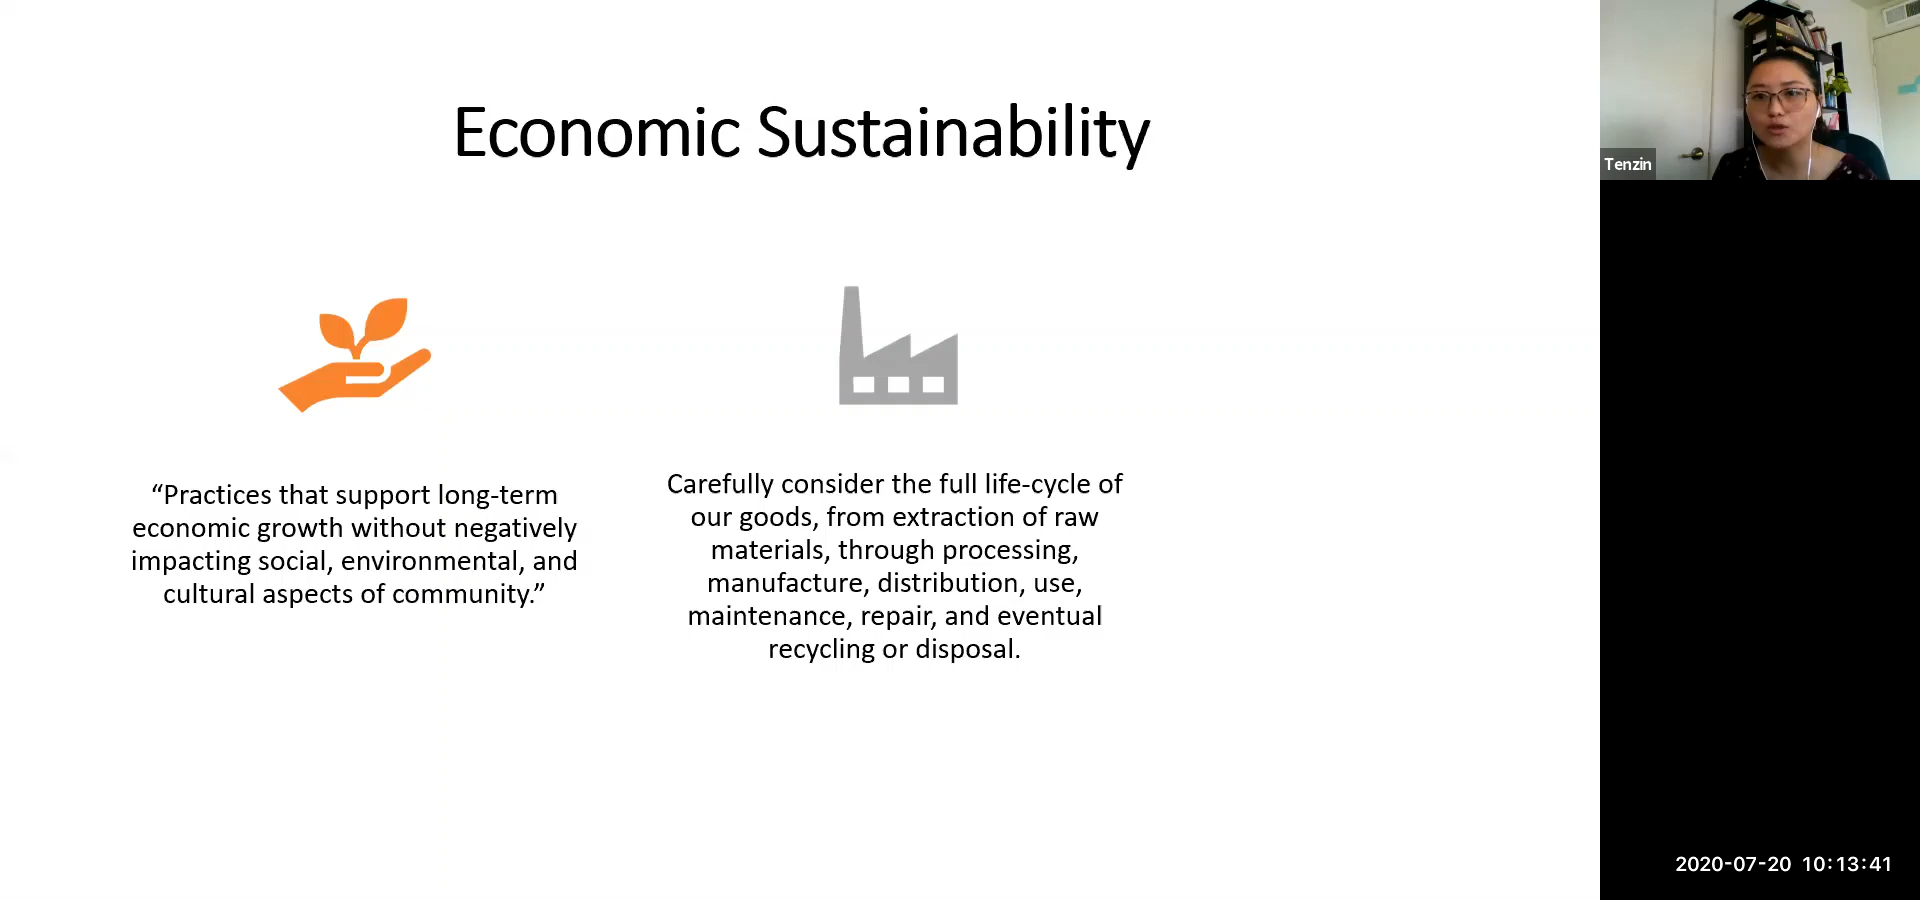 Economic Sustainability
“Practices that support long-term
economic growth without negatively
impacting social, environmental, and
cultural aspects of community.”
Carefully consider the full life-cycle of
our goods, from extraction of raw
materials, through processing,
manufacture, distribution, use,
maintenance, repair, and eventual
recycling or disposal.
Tenzin
2020-07-20 10:13:41